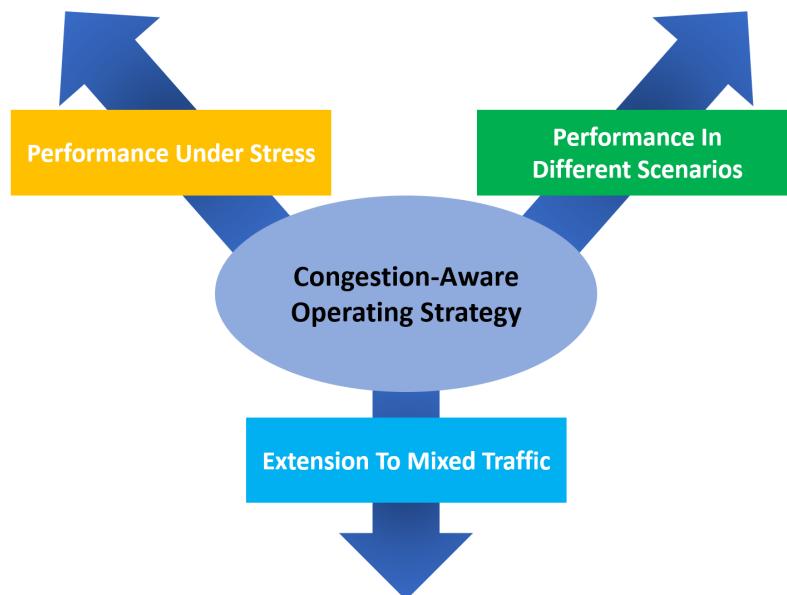 Performance Under Stress
Performance In
Different Scenarios
Congestion-Aware
Operating Strategy
Extension To Mixed Traffic